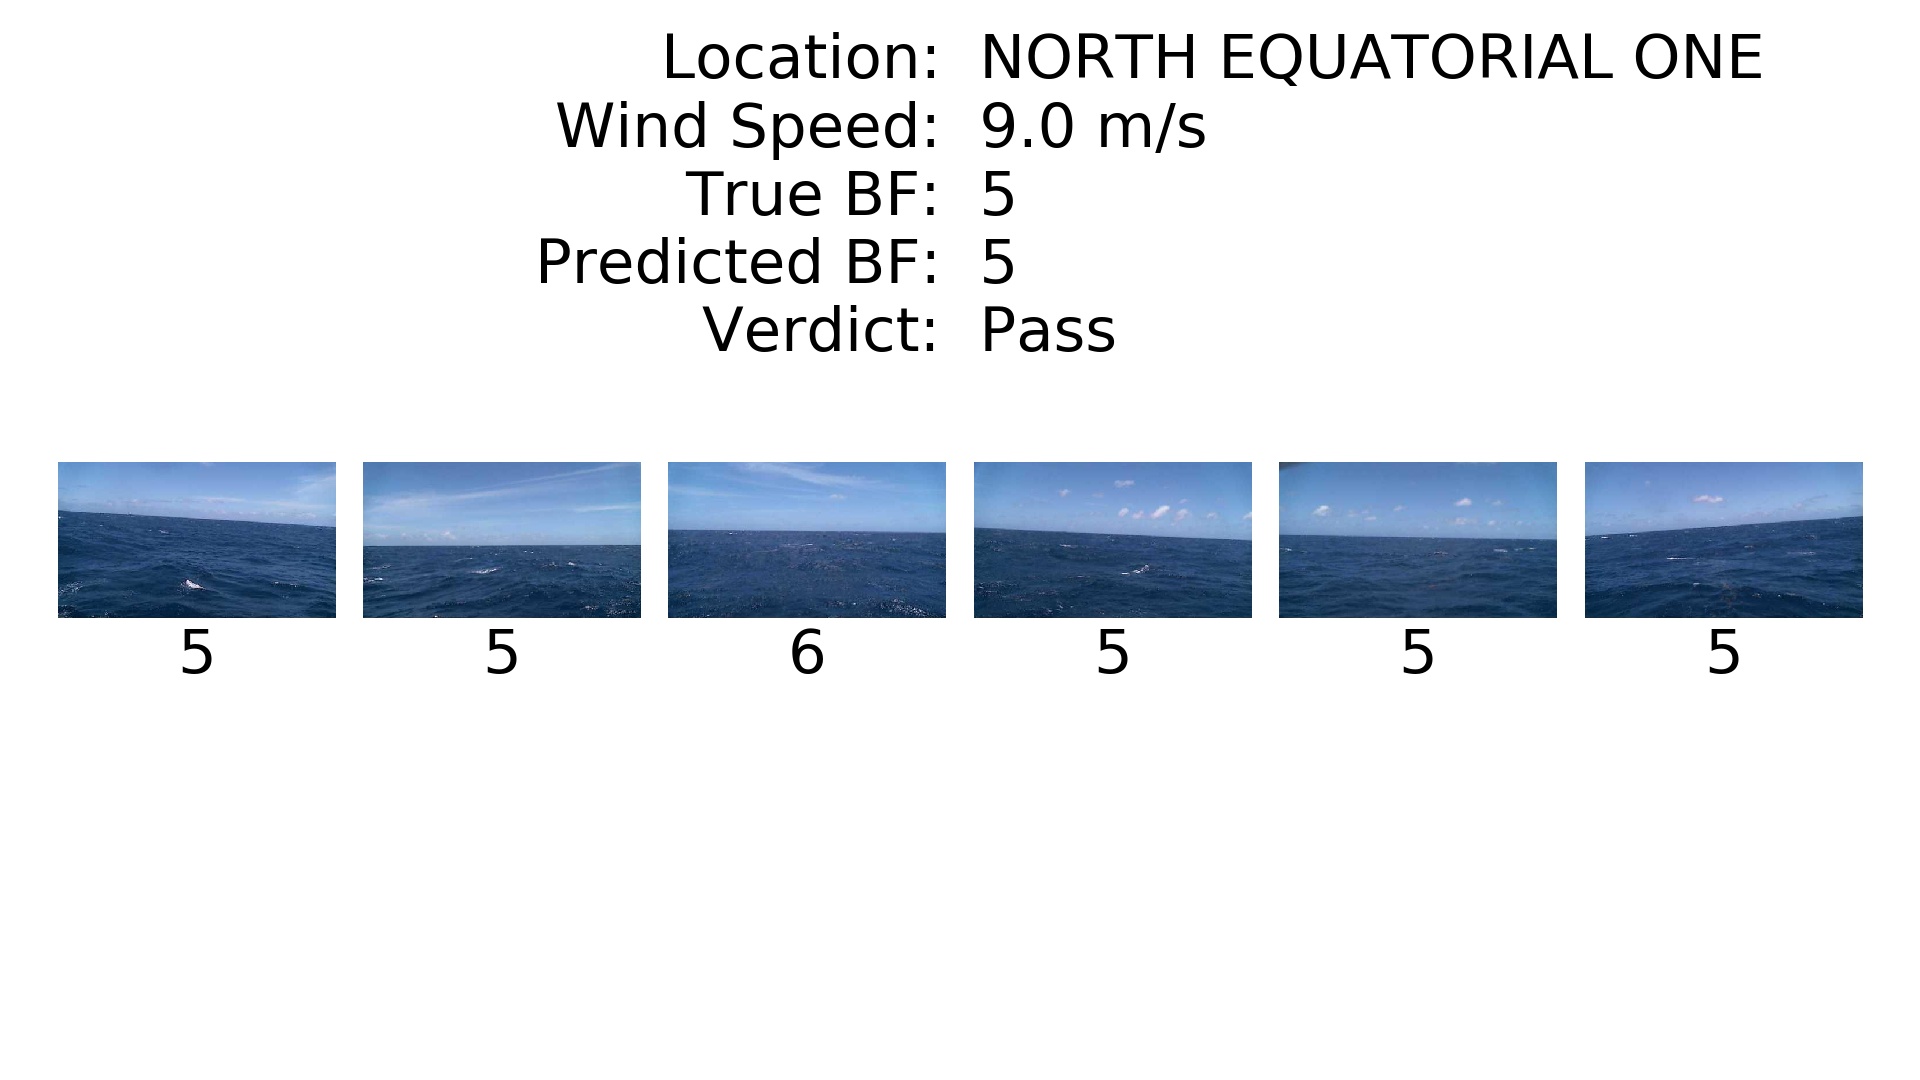 Location: NORTH EQUATORIAL ONE
Wind Speed: 9.0 m/s
True BF: 5
Predicted BF: 5
Verdict: Pass
5 5 6 5 5 5